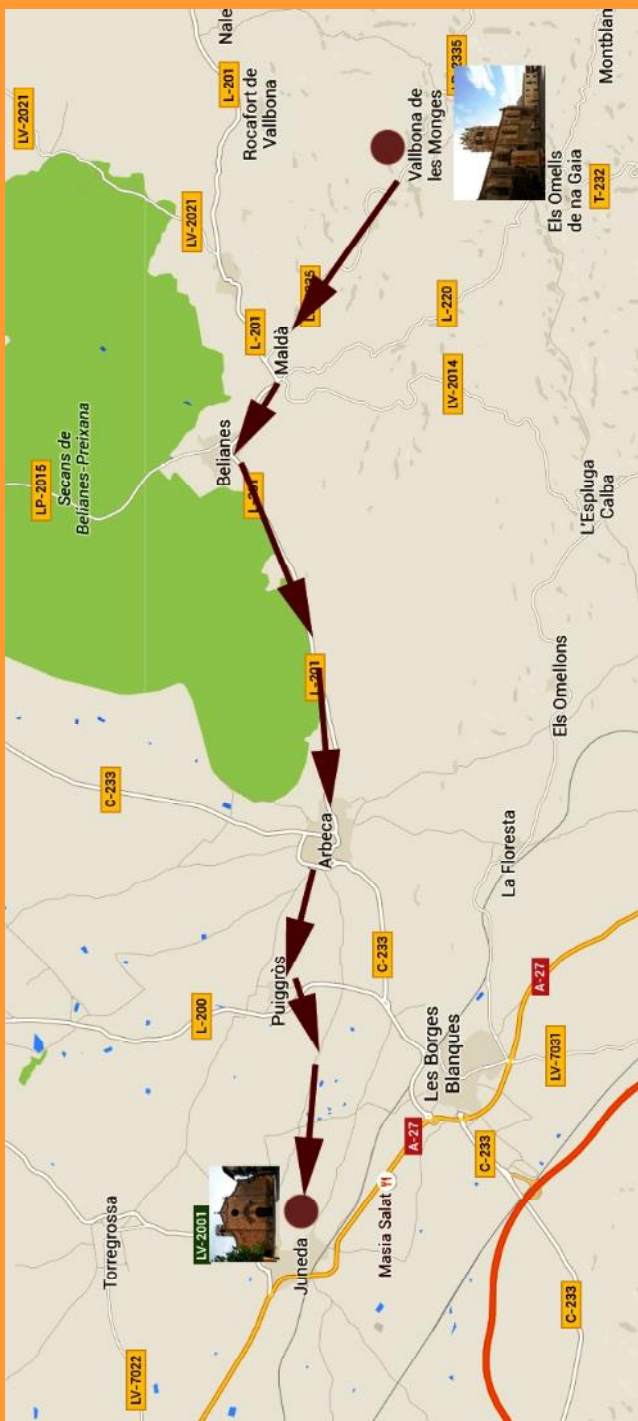 LV-2021
LP-2015
Secans de
Belianes-Preixana
Torregrossa
C-233
LV-7022
LV-2021
LV-2001
L-200
Belianes
L-201
Rocafort de
Vallbona
L-201
Puiggròs
Maldà
Juneda
L-201
Arbeca
C-233
Masia Salat
A-27
Vallbona de
les Monges
Les Borges
Blanques
L-220
LV-2014
C-233
La Floresta
A-27
LV-7031
Els Omellons
Els Omells
de na Gaia
C-233
L'Espluga
Calba
T-232
Montblan